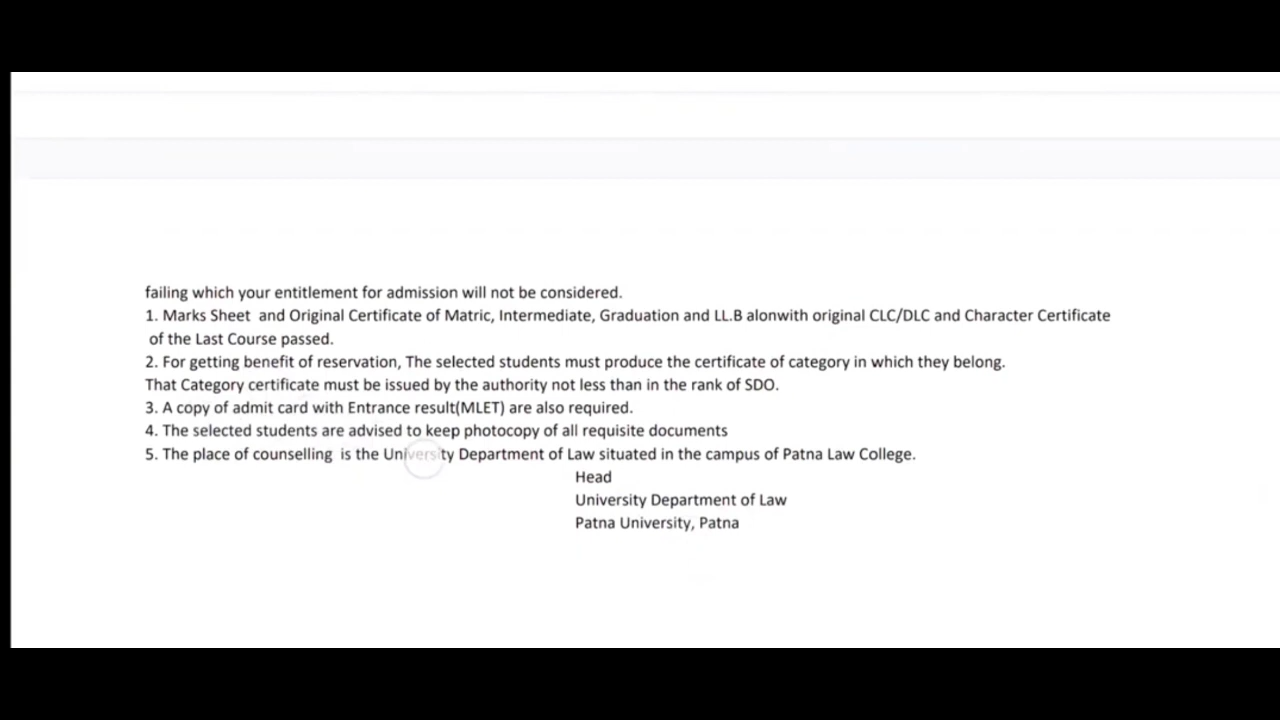 failing which your entitlement for admission will not be considered.
1. Marks Sheet  and Original Certificate of Matric, Intermediate, Graduation and LL.B alonwith original CLC/DLC and Character Certificate
of the Last Course passed.
2. For getting benefit of reservation, The selected students must produce the certificate of category in which they belong.
That Category certificate must be issued by the authority not less than in the rank of SDO.
3. A copy of admit card with Entrance result(MLET) are also required.
4. The selected students are advised to keep photocopy of all requisite documents
5. The place of counselling  is the University Department of Law situated in the campus of Patna Law College.
Head
University Department of Law
Patna University, Patna